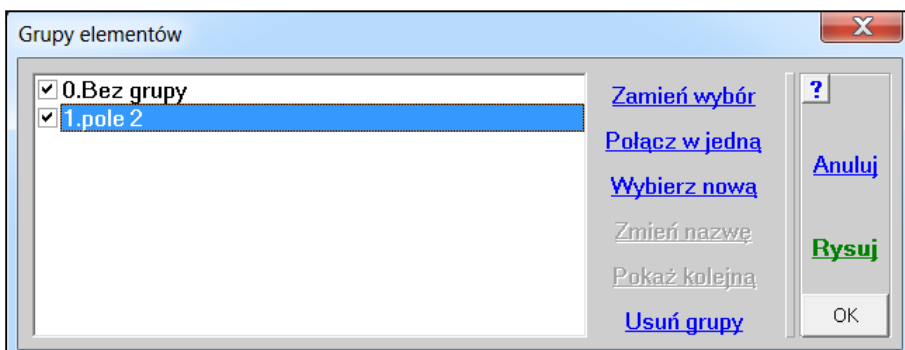 Grupy elementów
0.Bez grupy
1.pole 2
Zamień wybór
Połącz w jedną
Wybierz nową
Zmień nazwę
Pokaż kolejną
Usuń grupy
?
Anuluj
Rysuj
OK